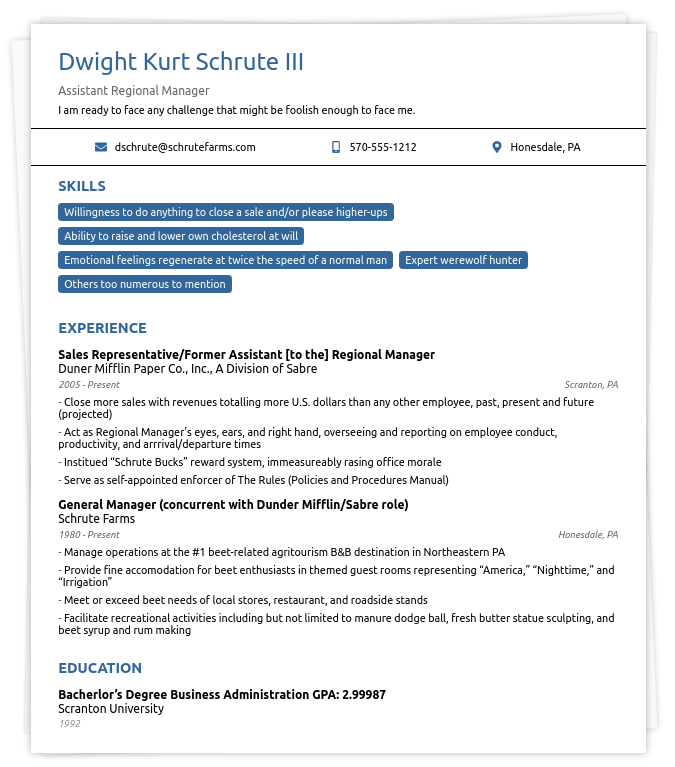 Dwight Kurt Schrute III
Assistant Regional Manager
I am ready to face any challenge that might be foolish enough to face me.
dschrute@schrutefarms.com 570-555-1212 Honesdale, PA
SKILLS
Willingness to do anything to close a sale and/or please higher-ups
Ability to raise and lower own cholesterol at will
Emotional feelings regenerate at twice the speed of a normal man Expert werewolf hunter
Others too numerous to mention
EXPERIENCE
Sales Representative/Former Assistant [to the] Regional Manager
Duner Mifflin Paper Co., Inc., A Division of Sabre
2005 - Present Scranton, PA
- Close more sales with revenues totalling more U.S. dollars than any other employee, past, present and future
(projected)
- Act as Regional Manager's eyes, ears, and right hand, overseeing and reporting on employee conduct,
productivity, and arrrival/departure times
- Institued “Schrute Bucks” reward system, immeasureably rasing office morale
- Serve as self-appointed enforcer of The Rules (Policies and Procedures Manual)
General Manager (concurrent with Dunder Mifflin/Sabre role)
Schrute Farms
1980 - Present Honesdale, PA
- Manage operations at the #1 beet-related agritourism B&B destination in Northeastern PA
- Provide fine accomodation for beet enthusiasts in themed guest rooms representing “America,” “Nighttime,” and
“Irrigation”
- Meet or exceed beet needs of local stores, restaurant, and roadside stands
- Facilitate recreational activities including but not limited to manure dodge ball, fresh butter statue sculpting, and
beet syrup and rum making
EDUCATION
Bacherlor’s Degree Business Administration GPA: 2.99987
Scranton University
1992